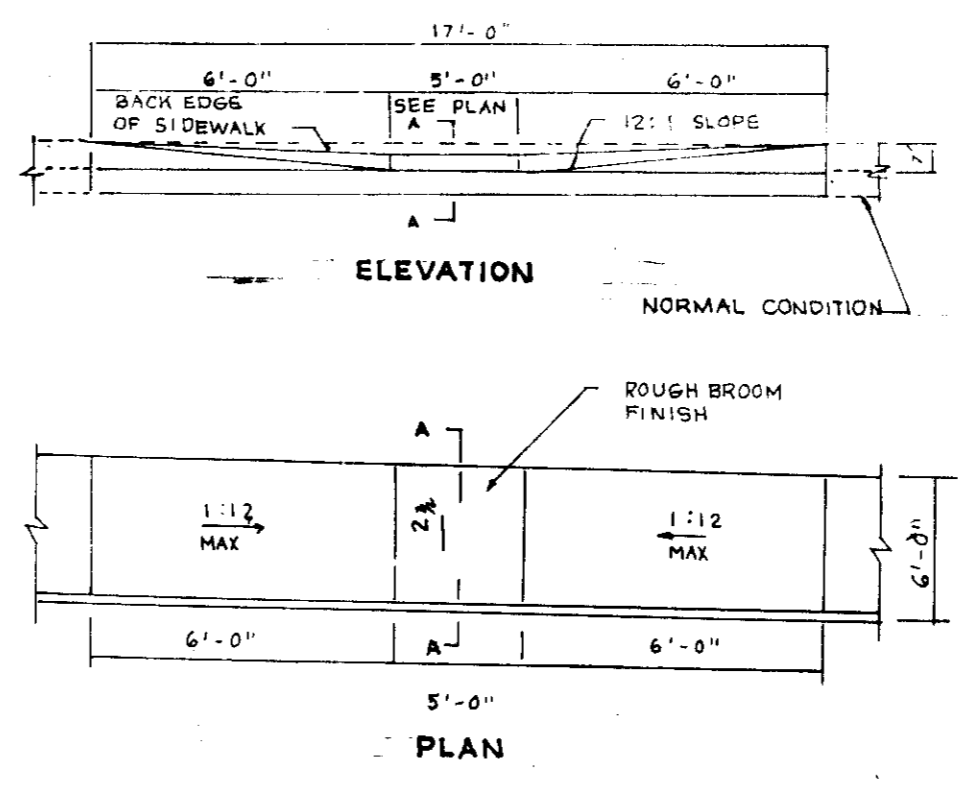 17'-0"
6'-0" 5'-0" 6'-0"
BACK EDGE
OF SIDEWALK
SEE PLAN
A
12:1 SLOPE
A
ELEVATION
NORMAL CONDITION
ROUGH BROOM
FINISH
A
1:12
MAX
1:12
MAX
6'-0"
6'-0"
A
6'-0"
5'-0"
PLAN